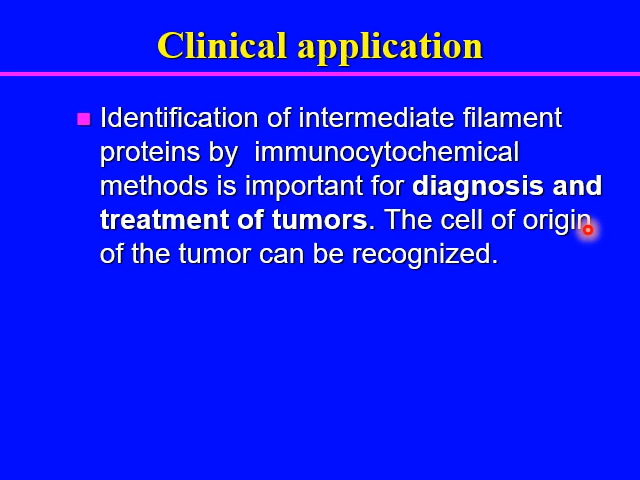 Clinical application
Identification of intermediate filament
proteins by  immunocytochemical
methods is important for diagnosis and
treatment of tumors. The cell of origin
of the tumor can be recognized.